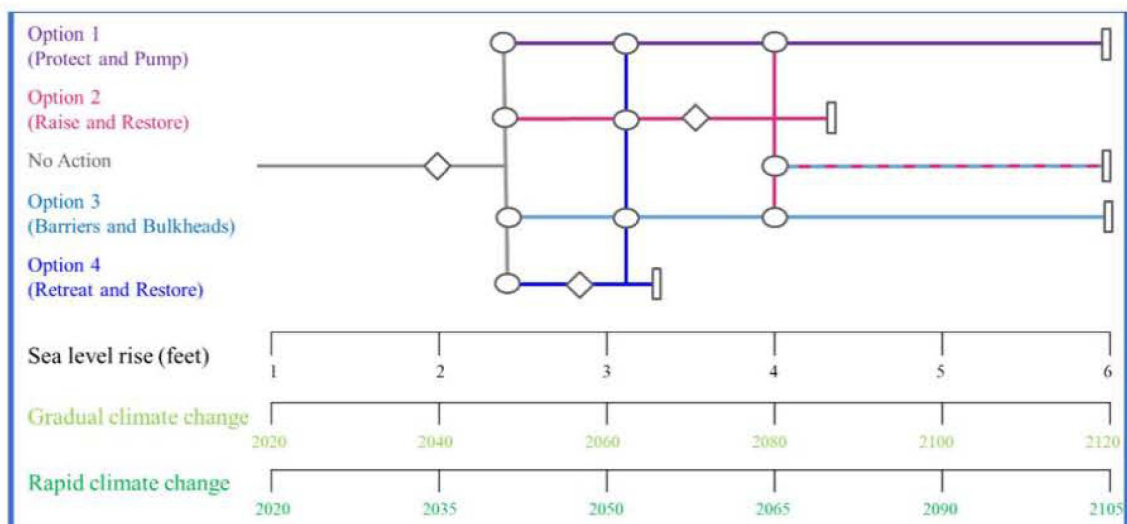 Option 1
(Protect and Pump)
Option 2
(Raise and Restore)
No Action
Option 3
(Barriers and Bulkheads)
Option 4
(Retreat and Restore)
Sea level rise (feet)
1 2 3 4 5 6
Gradual climate change
2020 2040 2060 2080 2100 2120
Rapid climate change
2020 2035 2050 2065 2090 2105